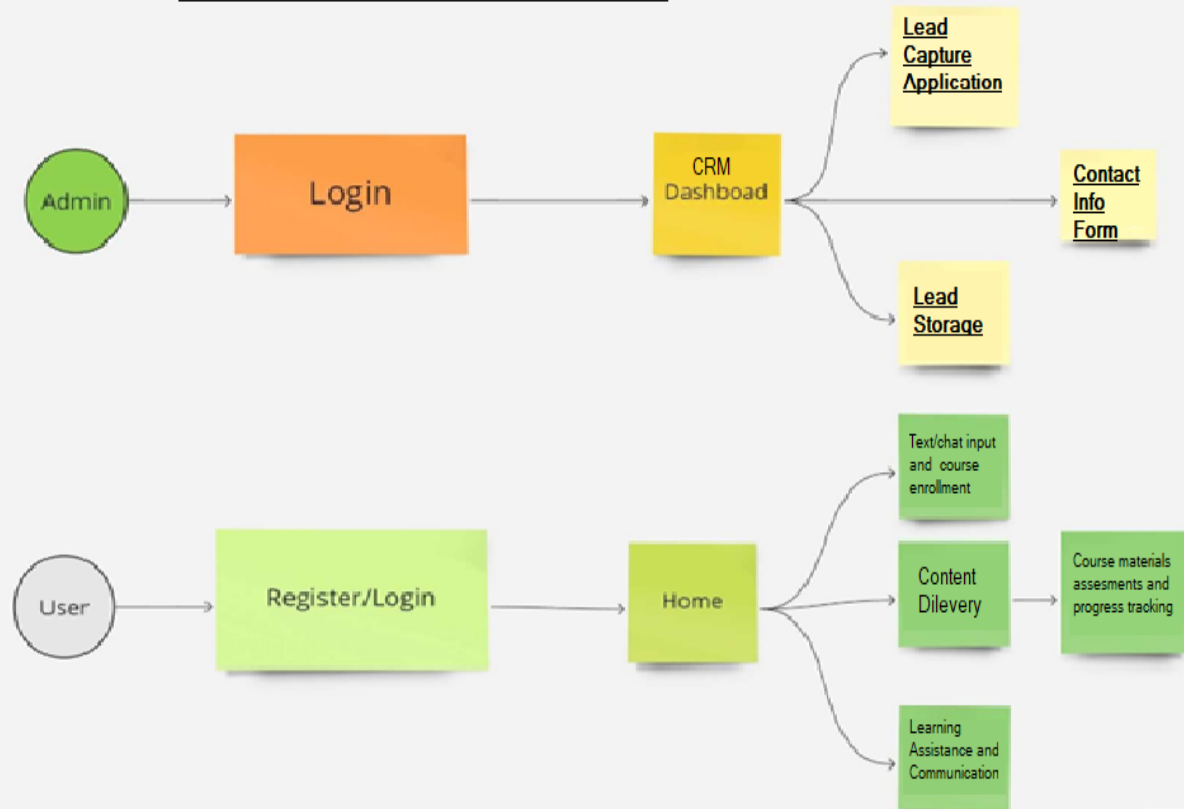 Lead
Capture
Application
Admin
Login
CRM
Dashboad
Contact
Info
Form
Lead
Storage
Text/chat input
and course
enrollment
User
Register/Login
Home
Content
Dilevery
Course materials
assesments and
progress tracking
Learning
Assistance and
Communication